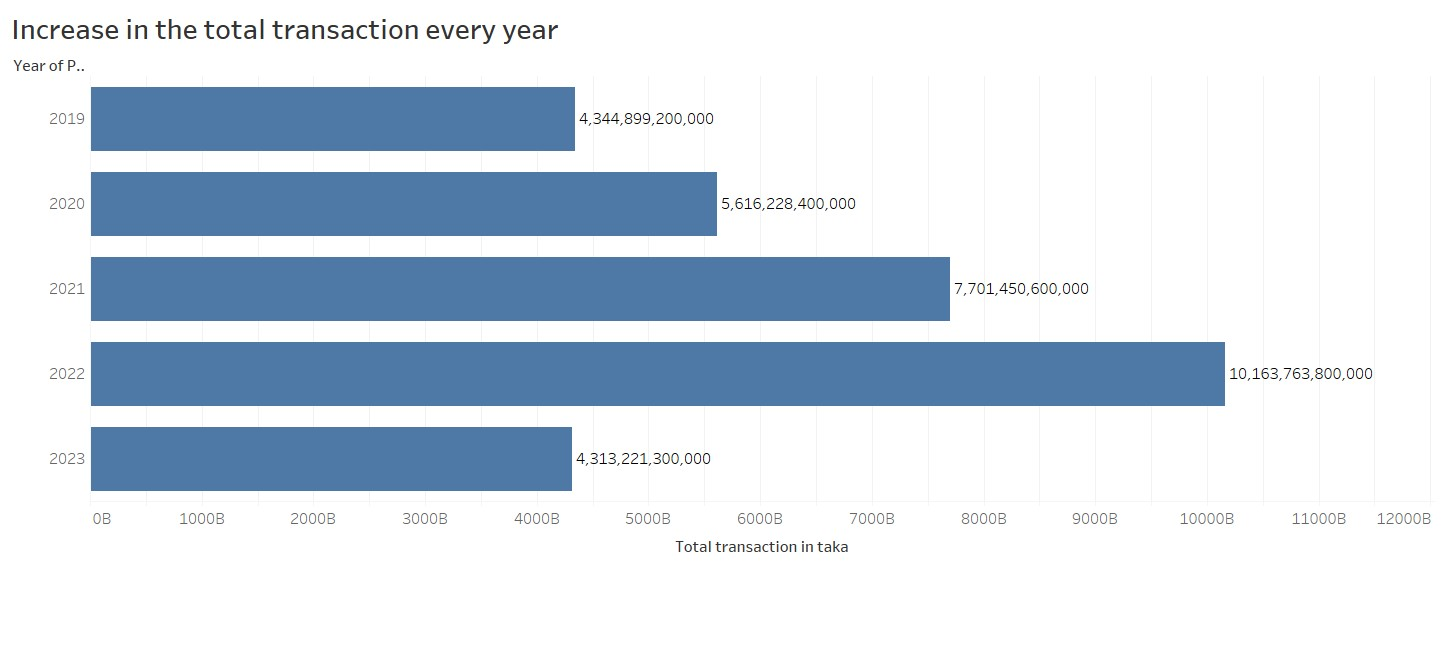 Increase in the total transaction every year
Year of P..
2019 4,344,899,200,000
2020 5,616,228,400,000
2021 7,701,450,600,000
2022 10,163,763,800,000
2023 4,313,221,300,000
0B 1000B 2000B 3000B 4000B 5000B 6000B 7000B 8000B 9000B 10000B 11000B 12000B
Total transaction in taka